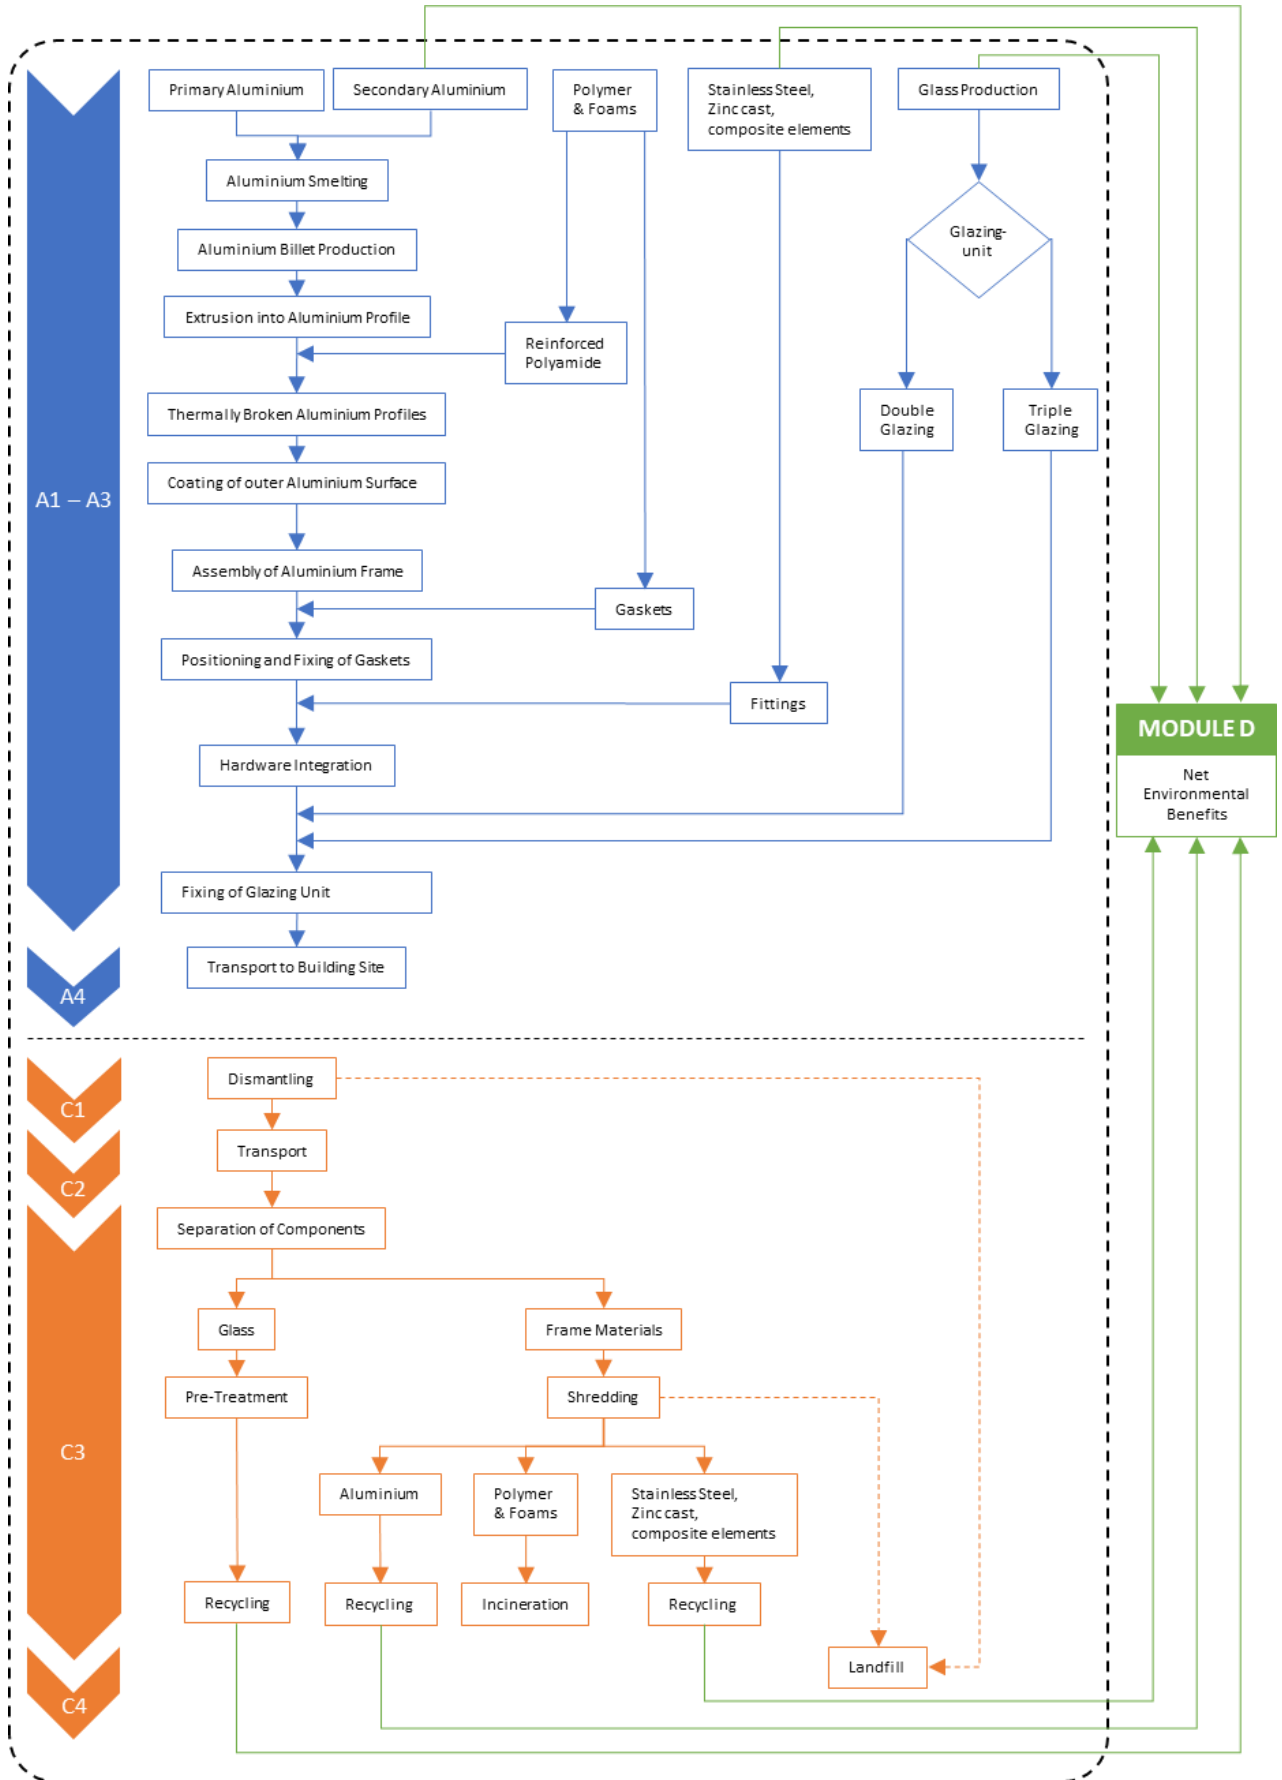 Primary Aluminium
Secondary Aluminium
Polymer
& Foams
Stainless Steel,
Zinc cast,
composite elements
Glass Production
Aluminium Smelting
Glazing-
unit
Aluminium Billet Production
Extrusion into Aluminium Profile
Reinforced
Polyamide
Thermally Broken Aluminium Profiles
Double
Glazing
Triple
Glazing
Coating of outer Aluminium Surface
A1 – A3
Assembly of Aluminium Frame
Gaskets
Positioning and Fixing of Gaskets
Fittings
MODULE D
Net
Environmental
Benefits
Hardware Integration
Fixing of Glazing Unit
Transport to Building Site
A4
Dismantling
C1
Transport
C2
Separation of Components
Glass
Frame Materials
Pre-Treatment
Shredding
C3
Aluminium
Polymer
& Foams
Stainless Steel,
Zinc cast,
composite elements
Recycling
Recycling
Incineration
Recycling
Landfill
C4